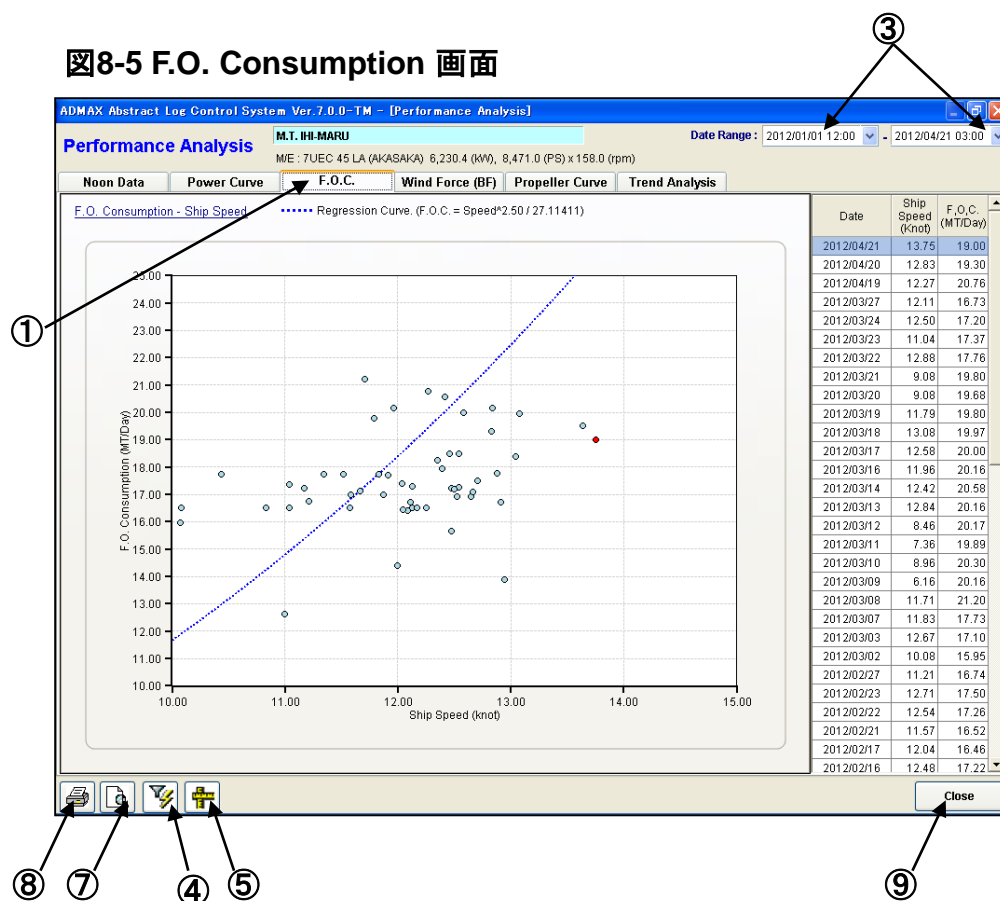 ③
図8-5 F.O. Consumption 画面
ADMAX Abstract Log Control System Ver.7.0.0-TM - [Performance Analysis]
Performance Analysis
M.T. IHI-MARU
Date Range : 2012/01/01 12:00 - 2012/04/21 03:00
M/E : 7UEC 45 LA (AKASAKA) 6,230.4 (kW), 8,471.0 (PS) x 158.0 (rpm)
Noon Data Power Curve F.O.C. Wind Force (BF) Propeller Curve Trend Analysis
F.O. Consumption - Ship Speed
Regression Curve. (F.O.C. = Speed^2.50 / 27.11411)
①
F.O. Consumption (MT/Day)
25.00
24.00
23.00
22.00
21.00
20.00
19.00
18.00
17.00
16.00
15.00
14.00
13.00
12.00
11.00
10.00
10.00 11.00 12.00 13.00 14.00 15.00
Ship Speed (knot)
Date Ship Speed (Knot) F,O,C. (MT/Day)
2012/04/21 13.75 19.00
2012/04/20 12.83 19.30
2012/04/19 12.27 20.76
2012/03/27 12.11 16.73
2012/03/24 12.50 17.20
2012/03/23 11.04 17.37
2012/03/22 12.88 17.76
2012/03/21 9.08 19.80
2012/03/20 9.08 19.68
2012/03/19 11.79 19.80
2012/03/18 13.08 19.97
2012/03/17 12.58 20.00
2012/03/16 11.96 20.16
2012/03/14 12.42 20.58
2012/03/13 12.84 20.16
2012/03/12 8.46 20.17
2012/03/11 7.36 19.89
2012/03/10 8.96 20.30
2012/03/09 6.16 20.16
2012/03/08 11.71 21.20
2012/03/07 11.83 17.73
2012/03/03 12.67 17.10
2012/03/02 10.08 15.95
2012/02/27 11.21 16.74
2012/02/23 12.71 17.50
2012/02/22 12.54 17.26
2012/02/21 11.57 16.52
2012/02/17 12.04 16.46
2012/02/16 12.48 17.22
Close
⑧ ⑦ ④ ⑤ ⑨